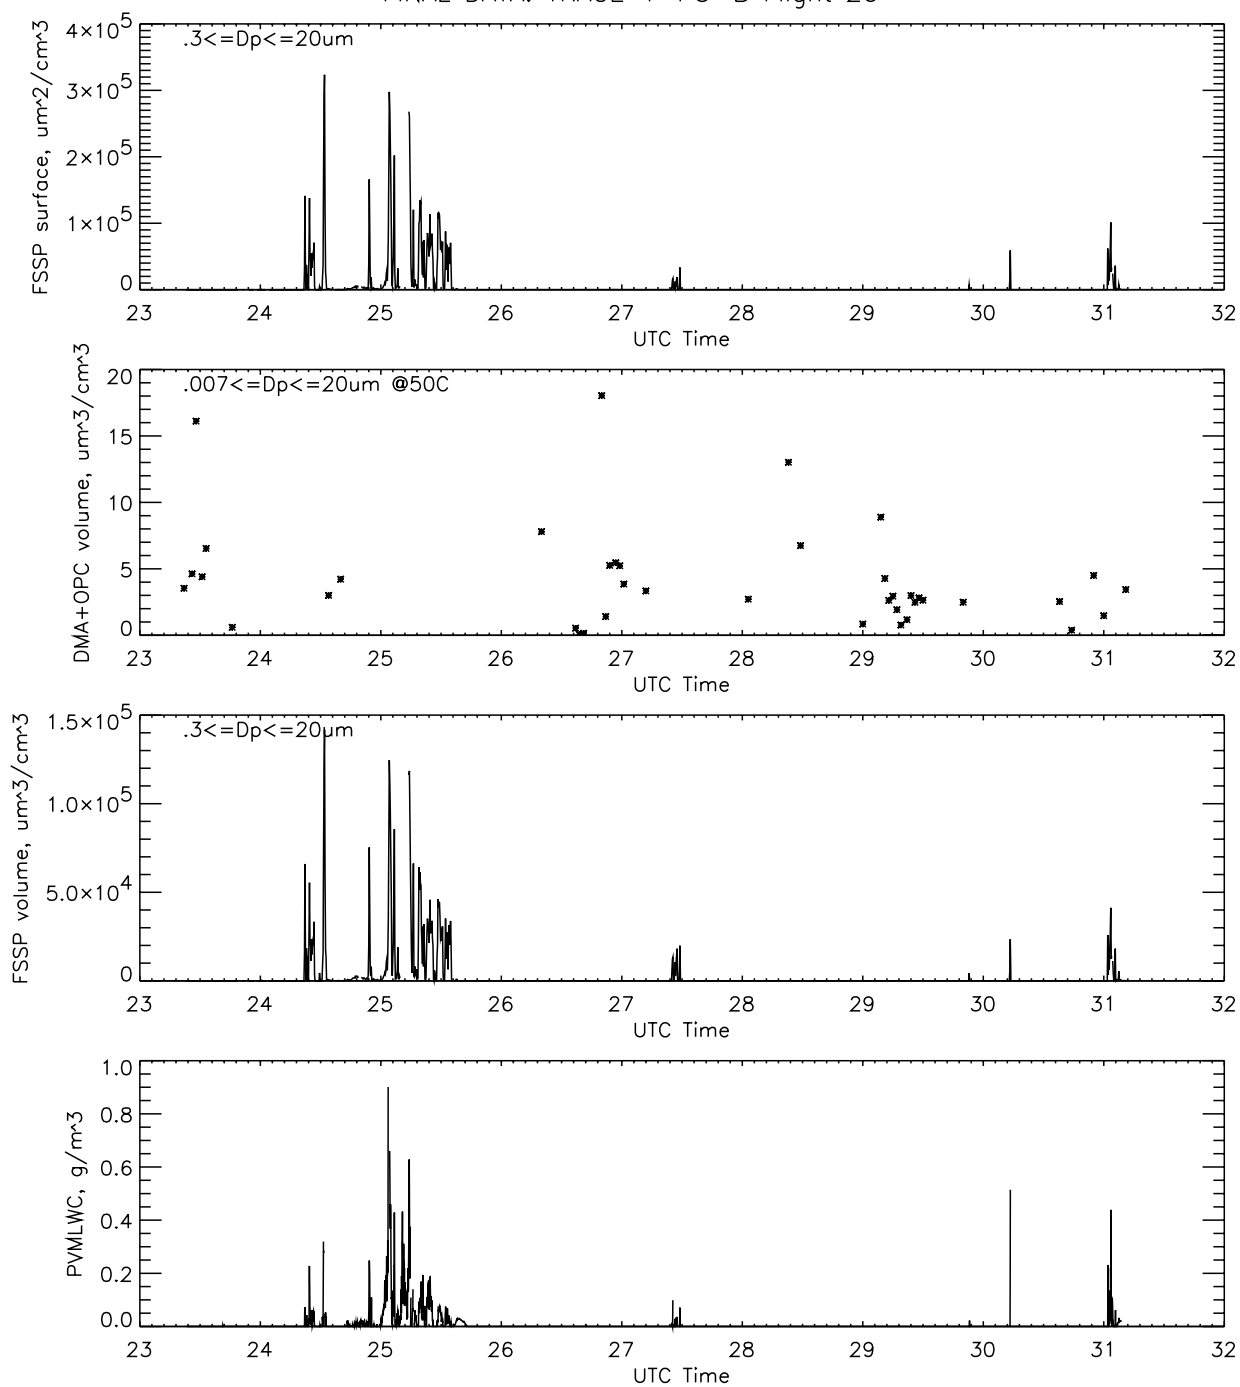 4×10^5
.3<=Dp<=20um
3×10^5
2×10^5
1×10^5
0
FSSP surface, um^2/cm^3
23 24 25 26 27 28 29 30 31 32
UTC Time
20
.007<=Dp<=20um @50C
15
10
5
0
DMA+OPC volume, um^3/cm^3
23 24 25 26 27 28 29 30 31 32
UTC Time
1.5×10^5
.3<=Dp<=20um
1.0×10^5
5.0×10^4
0
FSSP volume, um^3/cm^3
23 24 25 26 27 28 29 30 31 32
UTC Time
1.0
0.8
0.6
0.4
0.2
0.0
PVMLWC, g/m^3
23 24 25 26 27 28 29 30 31 32
UTC Time